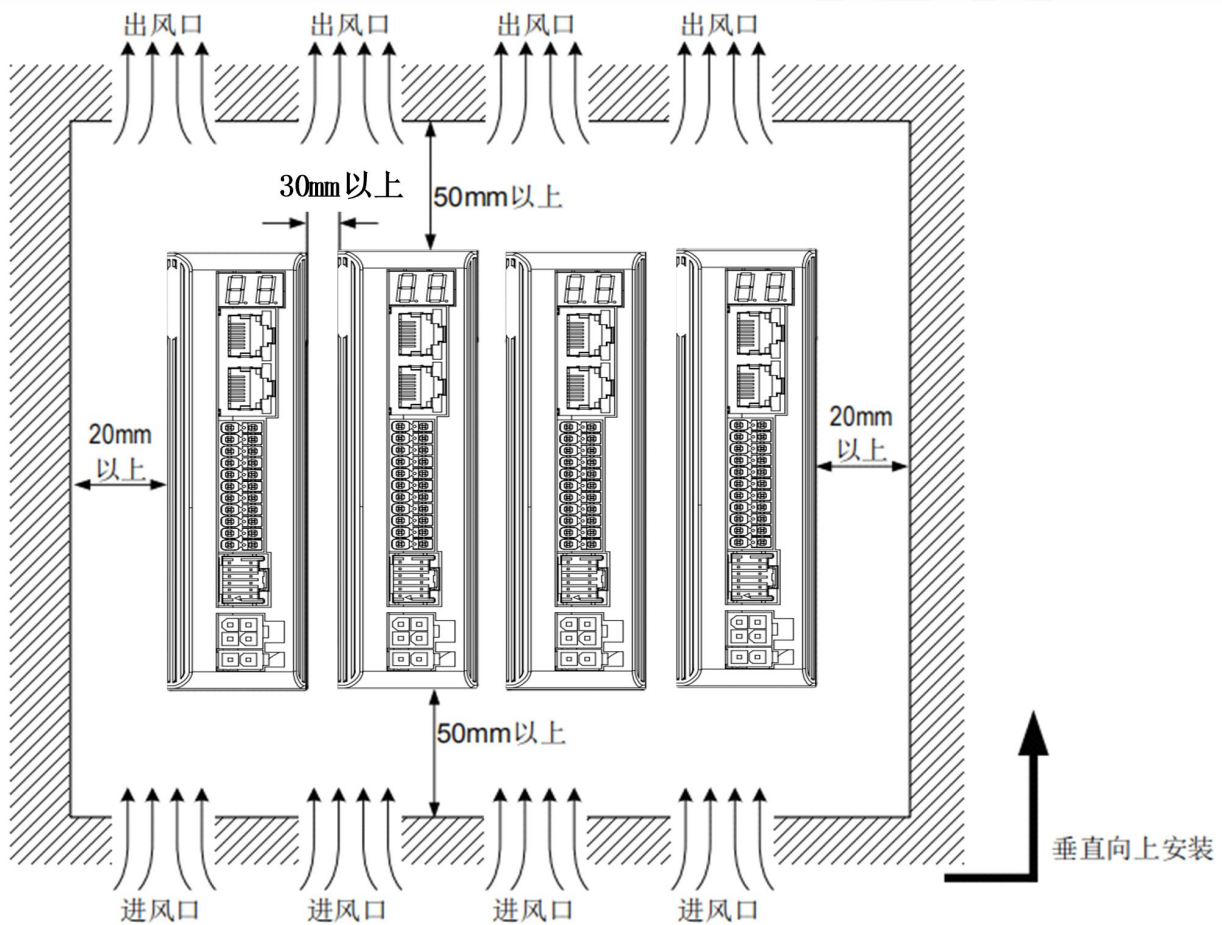 出风口 出风口 出风口 出风口
30mm以上
50mm以上
20mm
以上
20mm
以上
50mm以上
垂直向上安装
进风口 进风口 进风口 进风口